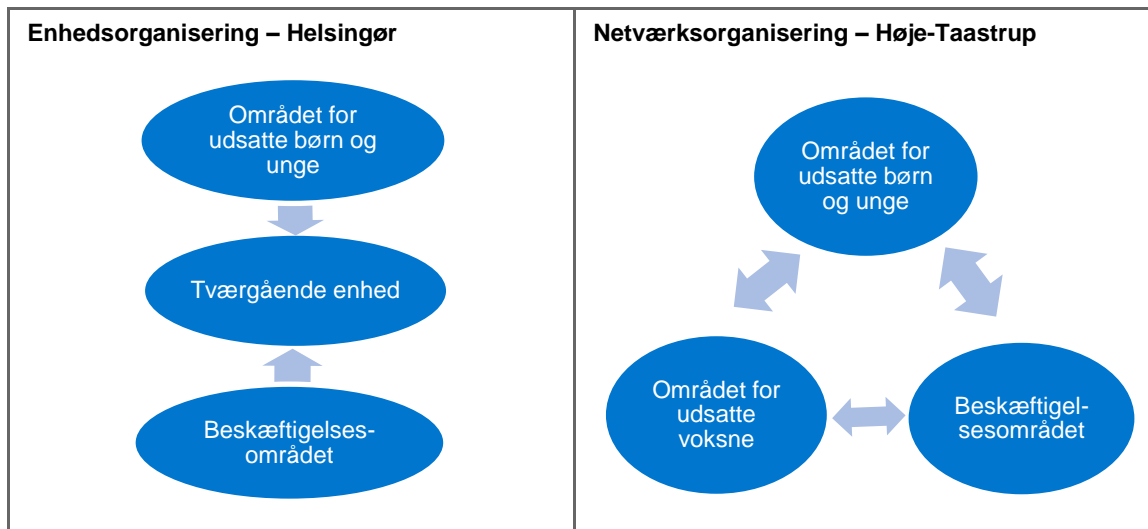 Enhedsorganisering – Helsingør
Området for
udsatte børn og
unge
Tværgående enhed
Beskæftigelses-
området
Netværksorganisering – Høje-Taastrup
Området for
udsatte børn
og unge
Området for
udsatte
voksne
Beskæftigel-
sesområdet